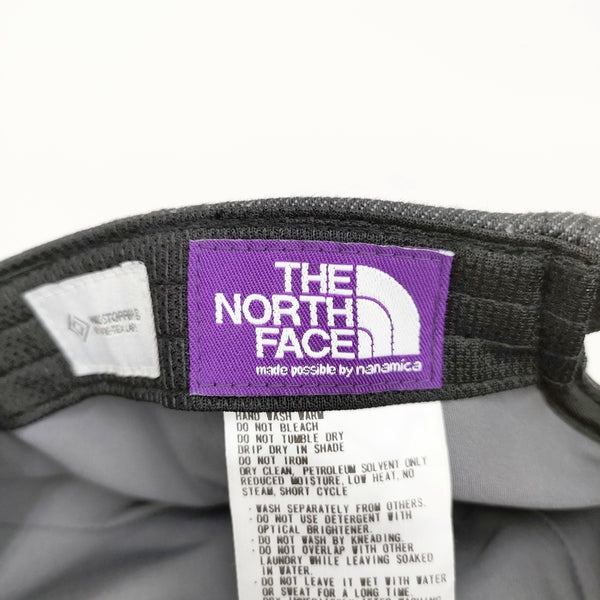 THE
NORTH
FACE
made possible by nanamica
HAND WASH WARM
DO NOT BLEACH
DO NOT TUMBLE DRY
DRIP DRY IN SHADE
DO NOT IRON
DRY CLEAN, PETROLEUM SOLVENT ONLY
REDUCED MOISTURE, LOW HEAT, NO
STEAM, SHORT CYCLE
・WASH SEPARATELY FROM OTHERS.
・DO NOT USE DETERGENT WITH
OPTICAL BRIGHTENER.
・DO NOT WASH BY KNEADING.
・DO NOT OVERLAP WITH OTHER
LAUNDRY WHILE LEAVING SOAKED
IN WATER.
・DO NOT LEAVE IT WET WITH WATER
OR SWEAT FOR A LONG TIME.